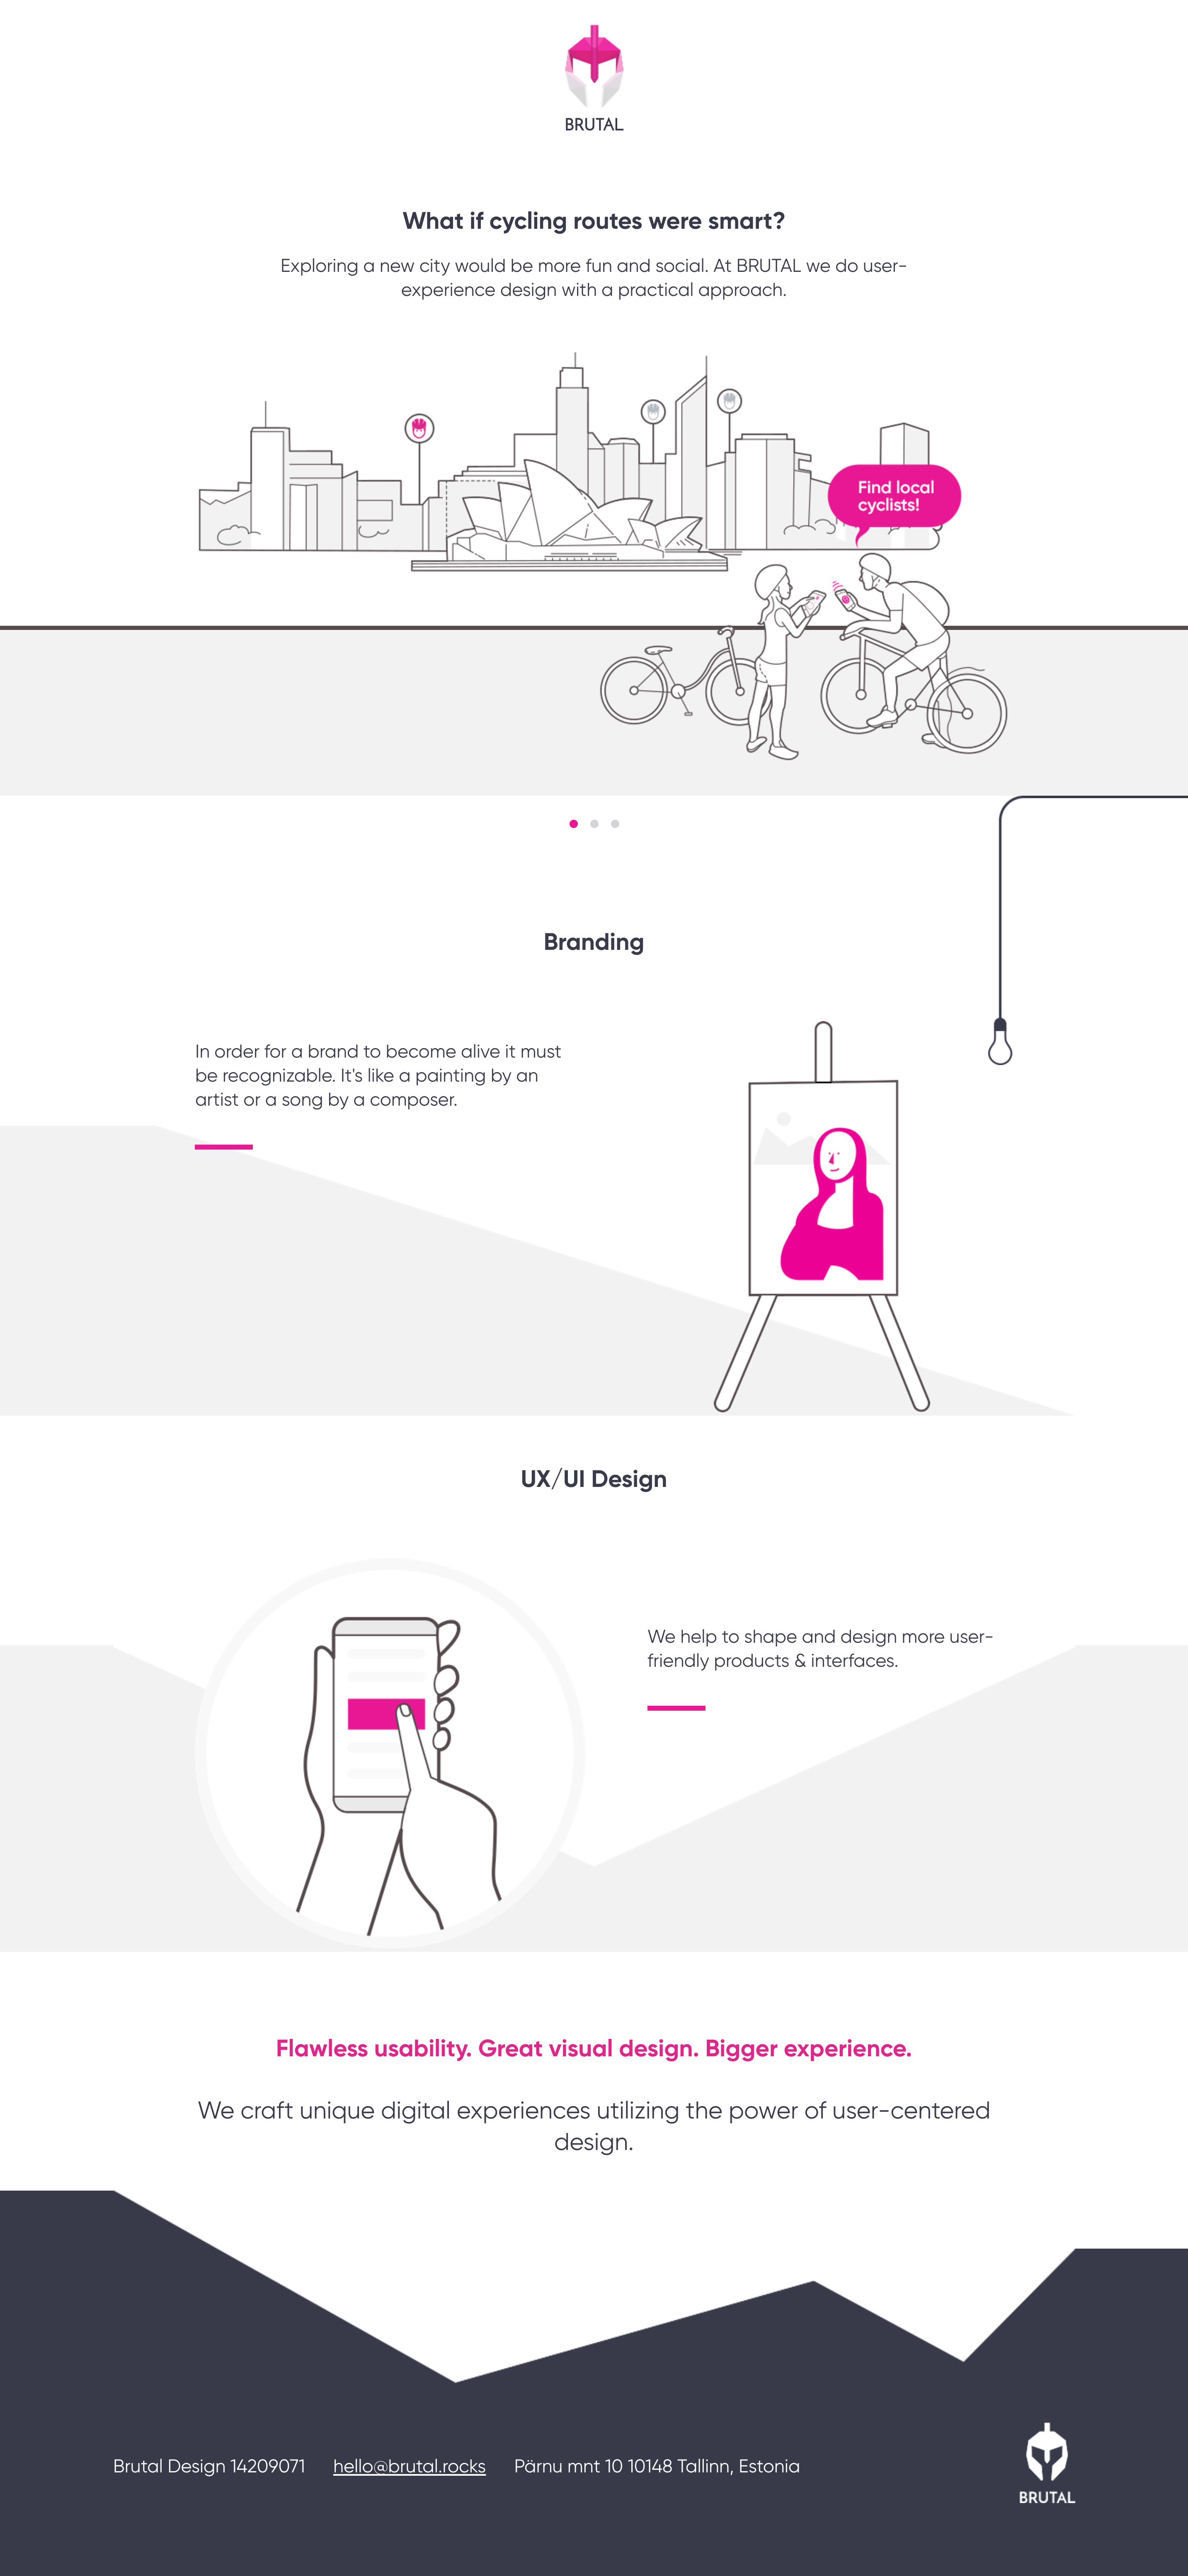 BRUTAL
What if cycling routes were smart?
Exploring a new city would be more fun and social. At BRUTAL we do user-
experience design with a practical approach.
Find local
cyclists!
Branding
In order for a brand to become alive it must
be recognizable. It's like a painting by an
artist or a song by a composer.
UX/UI Design
We help to shape and design more user-
friendly products & interfaces.
Flawless usability. Great visual design. Bigger experience.
We craft unique digital experiences utilizing the power of user-centered
design.
Brutal Design 14209071 hello@brutal.rocks Pärnu mnt 10 10148 Tallinn, Estonia
BRUTAL